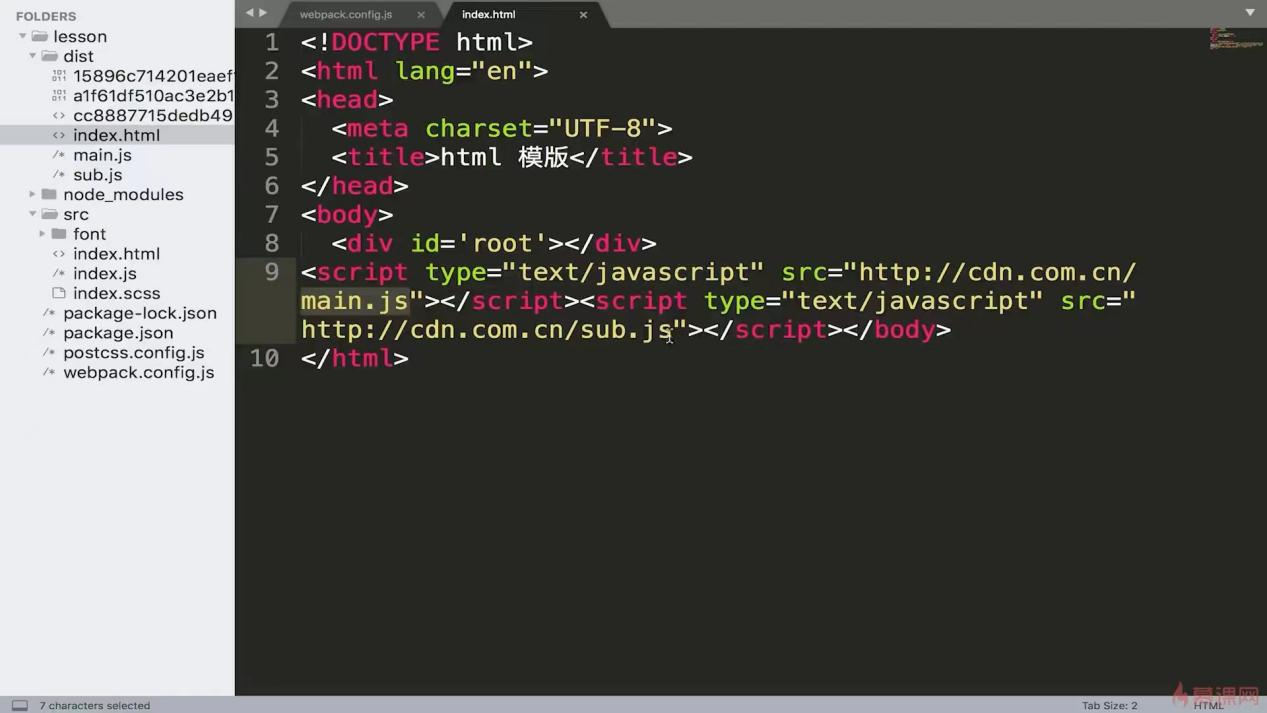 FOLDERS
lesson
dist
15896c714201eaef
a1f61df510ac3e2b1
cc8887715dedb49
index.html
main.js
sub.js
node_modules
src
font
index.html
index.js
index.scss
package-lock.json
package.json
postcss.config.js
webpack.config.js
webpack.config.js
index.html
1 <!DOCTYPE html>
2 <html lang="en">
3 <head>
4 <meta charset="UTF-8">
5 <title>html 模版</title>
6 </head>
7 <body>
8 <div id='root'></div>
9 <script type="text/javascript" src="http://cdn.com.cn/
main.js"></script><script type="text/javascript" src="
http://cdn.com.cn/sub.js"></script></body>
10 </html>
7 characters selected
Tab Size: 2
HTML
慕课网